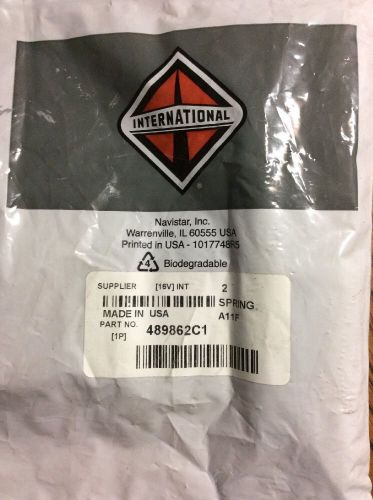 INTERNATIONAL
®
Navistar, Inc.
Warrenville, IL 60555 USA
Printed in USA - 1017748R5
4 Biodegradable
SUPPLIER [16V] INT 2
SPRING
MADE IN USA A11F
PART NO. 489862C1
[1P]